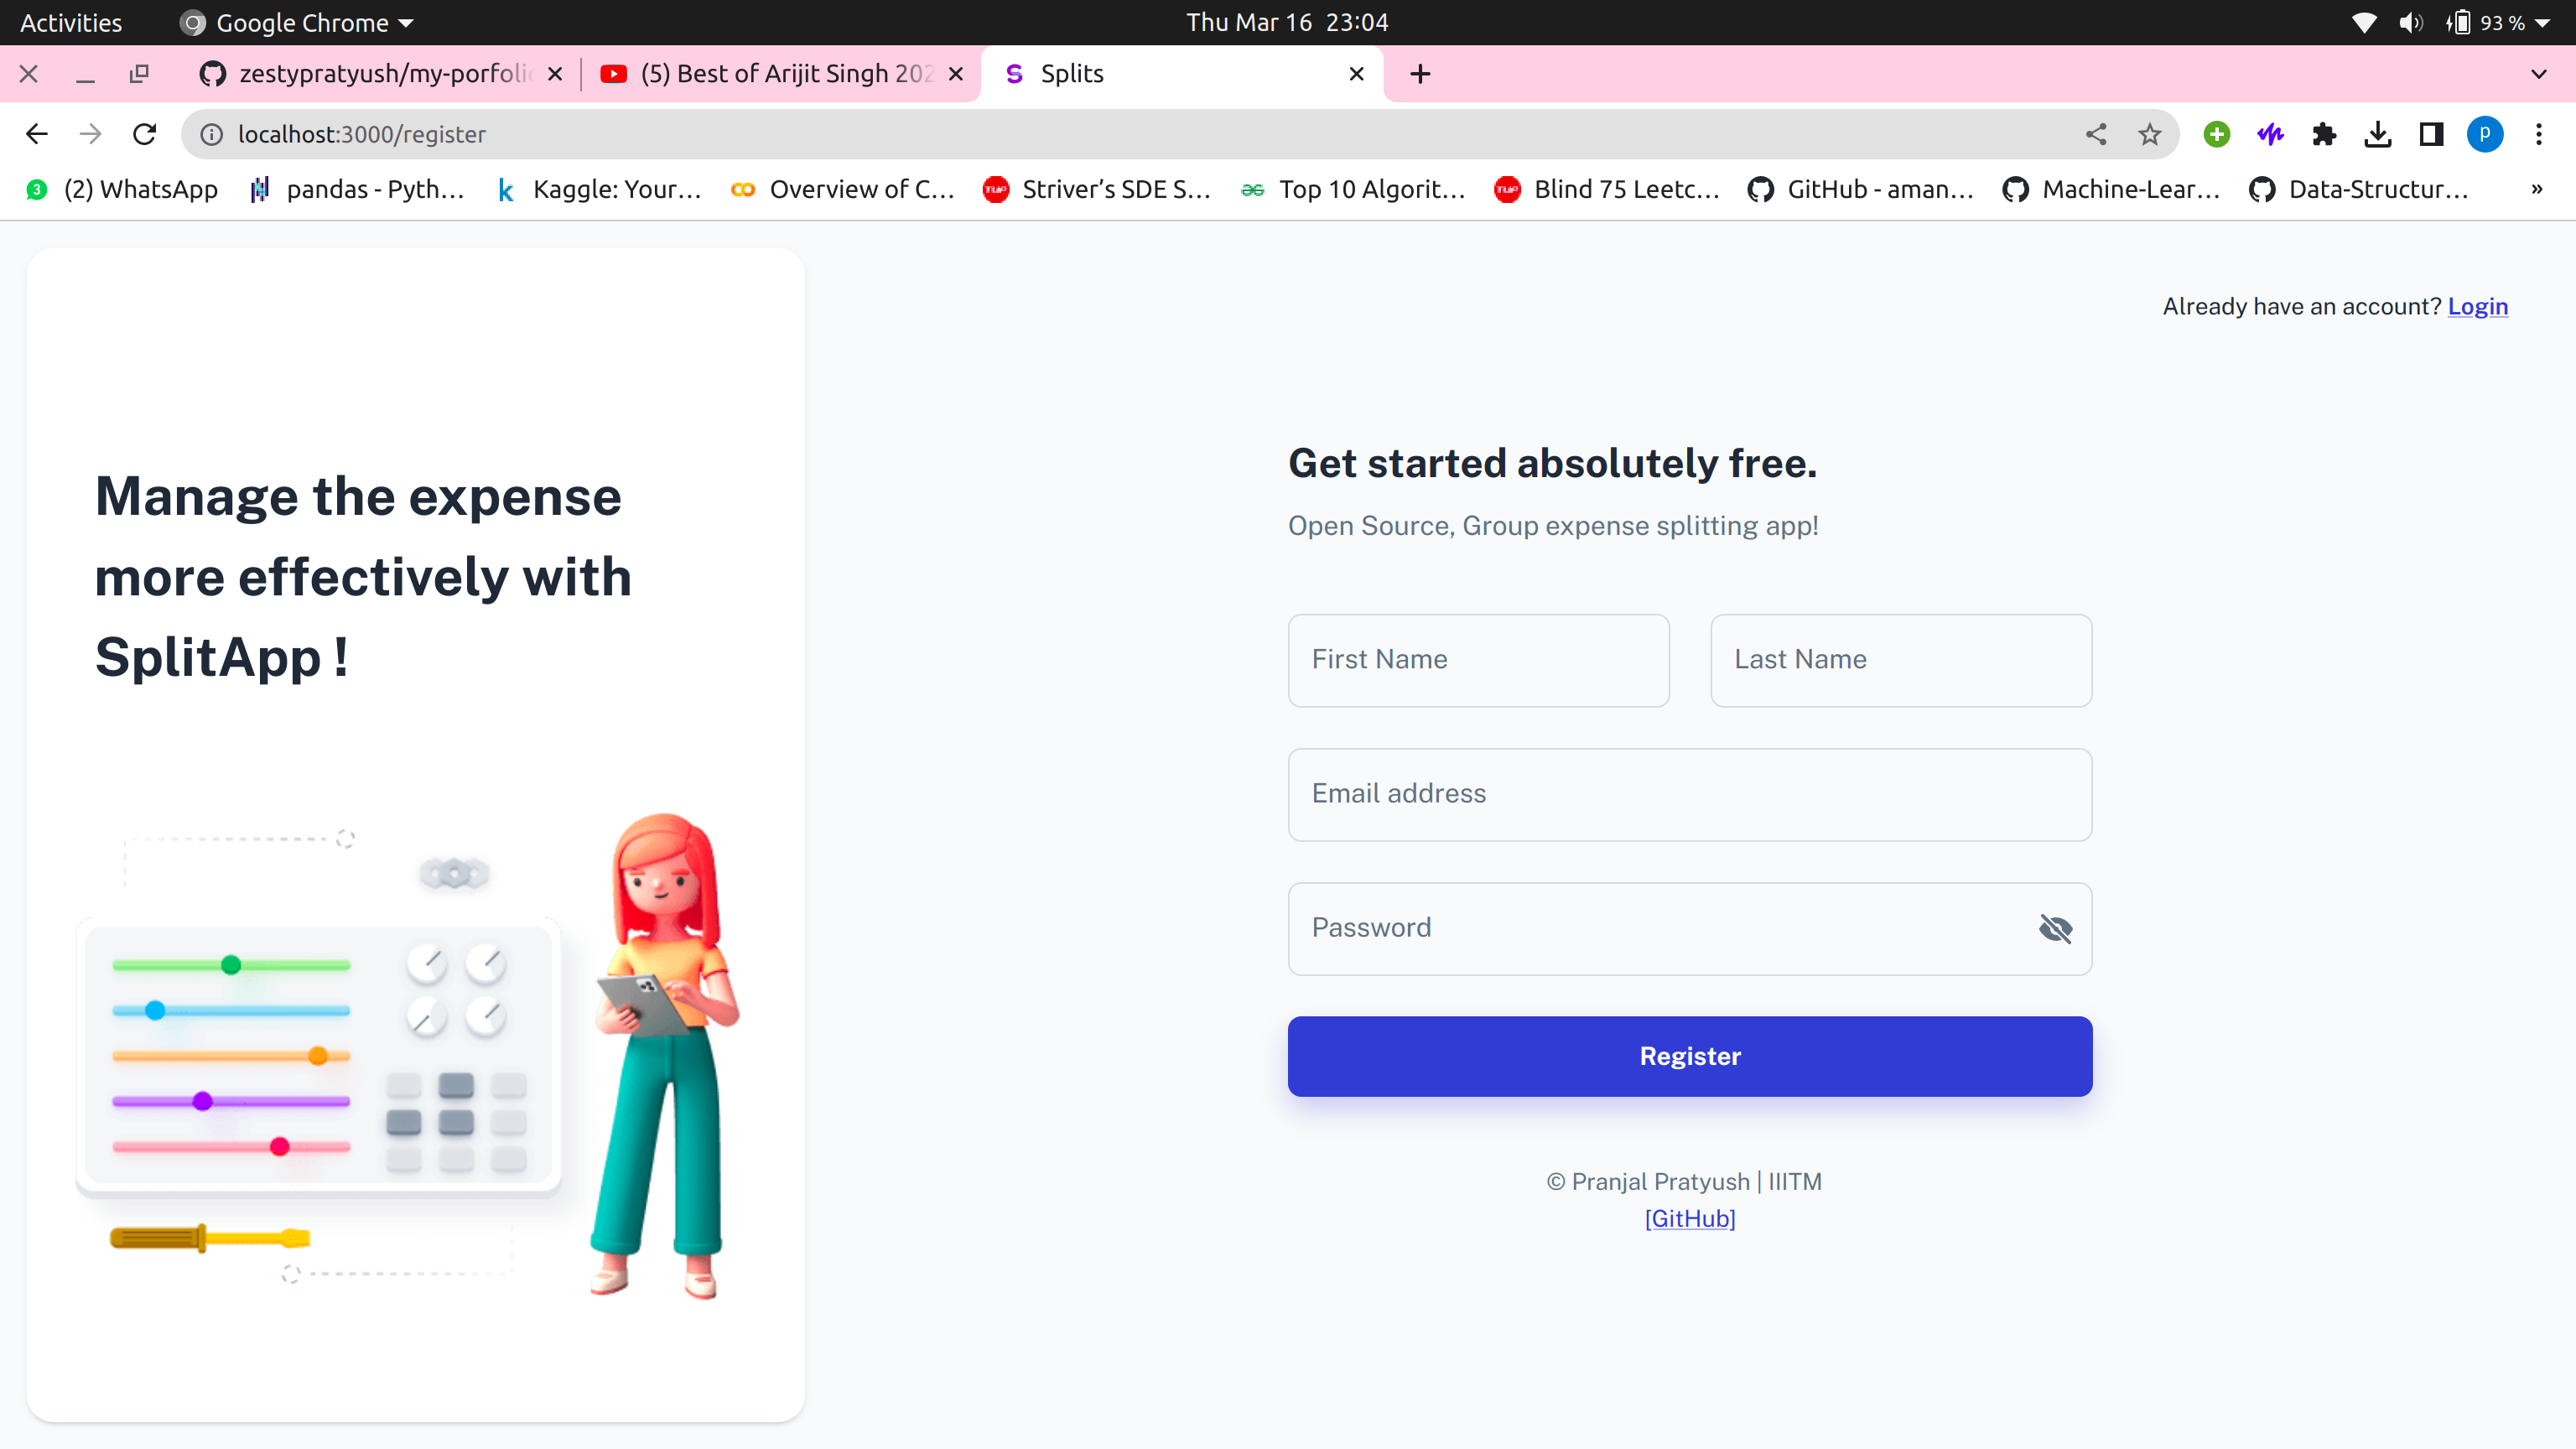 Activities Google Chrome Thu Mar 16 23:04 93 %
zestypratyush/my-porfolio (5) Best of Arijit Singh 202 Splits
localhost:3000/register P
3 (2) WhatsApp pandas - Pyth… k Kaggle: Your… Overview of C… Striver’s SDE S… Top 10 Algorit… Blind 75 Leetc… GitHub - aman… Machine-Lear… Data-Structur… »
Already have an account? Login
Manage the expense
more effectively with
SplitApp !
Get started absolutely free.
Open Source, Group expense splitting app!
First Name Last Name
Email address
Password
Register
© Pranjal Pratyush | IIITM
[GitHub]